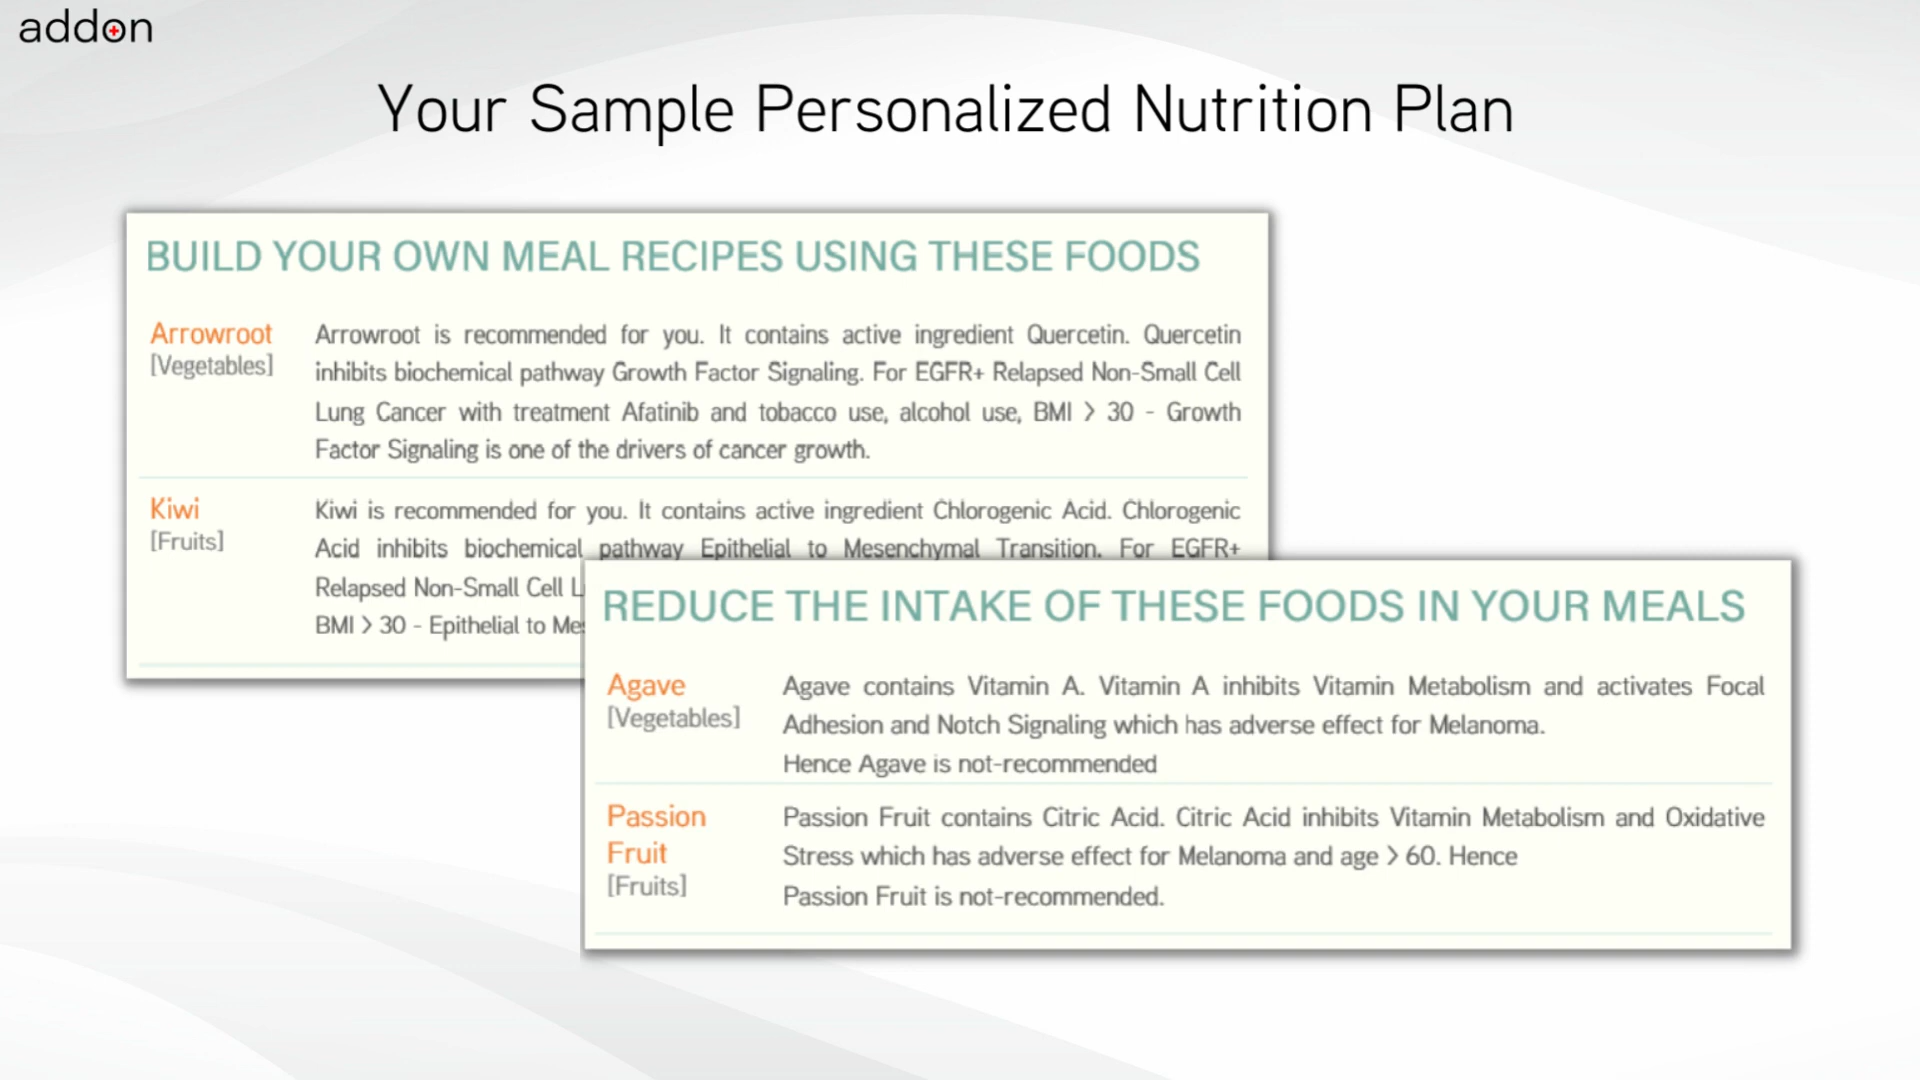 addon
Your Sample Personalized Nutrition Plan
BUILD YOUR OWN MEAL RECIPES USING THESE FOODS
Arrowroot
[Vegetables]
Arrowroot is recommended for you. It contains active ingredient Quercetin. Quercetin
inhibits biochemical pathway Growth Factor Signaling. For EGFR+ Relapsed Non-Small Cell
Lung Cancer with treatment Afatinib and tobacco use, alcohol use, BMI > 30 - Growth
Factor Signaling is one of the drivers of cancer growth.
Kiwi
[Fruits]
Kiwi is recommended for you. It contains active ingredient Chlorogenic Acid. Chlorogenic
Acid inhibits biochemical pathway Epithelial to Mesenchymal Transition. For EGFR+
Relapsed Non-Small Cell
BMI > 30 - Epithelial to
REDUCE THE INTAKE OF THESE FOODS IN YOUR MEALS
Agave
[Vegetables]
Agave contains Vitamin A. Vitamin A inhibits Vitamin Metabolism and activates Focal
Adhesion and Notch Signaling which has adverse effect for Melanoma.
Hence Agave is not-recommended
Passion
Fruit
[Fruits]
Passion Fruit contains Citric Acid. Citric Acid inhibits Vitamin Metabolism and Oxidative
Stress which has adverse effect for Melanoma and age > 60. Hence
Passion Fruit is not-recommended.